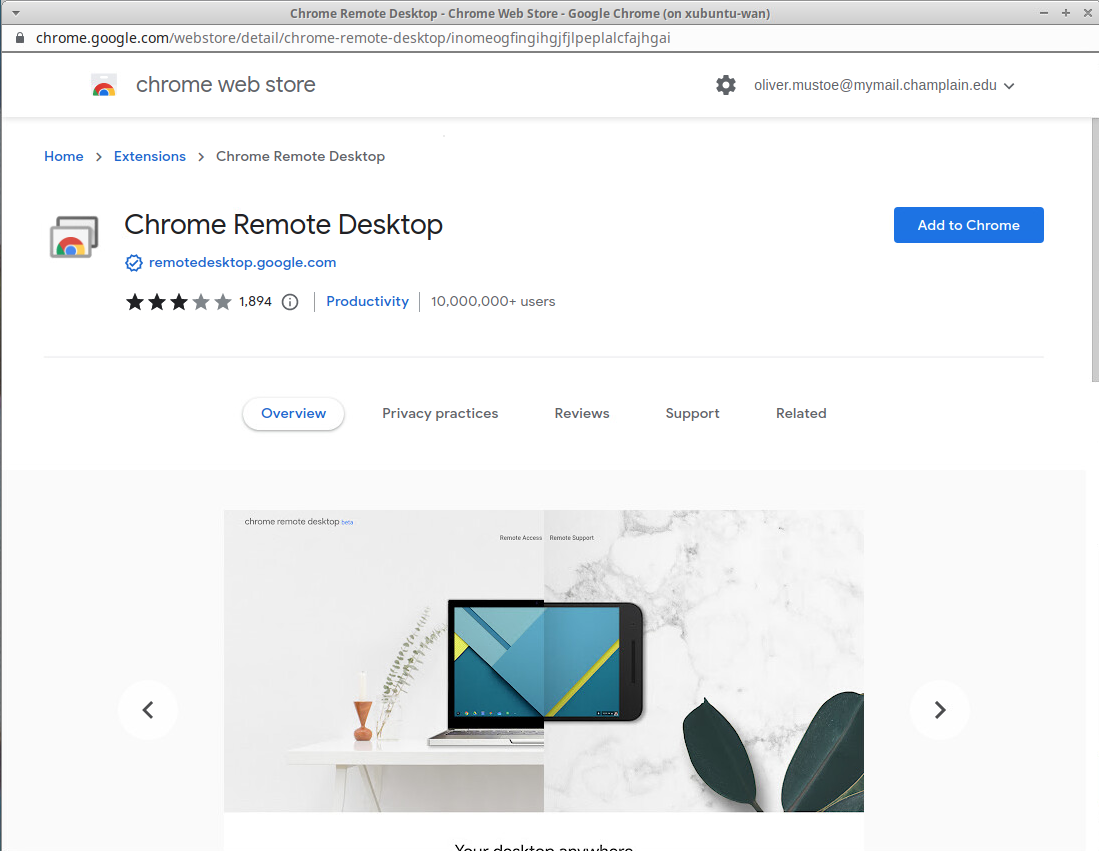 Chrome Remote Desktop - Chrome Web Store - Google Chrome (on xubuntu-wan)
chrome.google.com/webstore/detail/chrome-remote-desktop/inomeogfingihgjfjlpeplalcfajhgai
chrome web store
oliver.mustoe@mymail.champlain.edu
Home > Extensions > Chrome Remote Desktop
Chrome Remote Desktop
Add to Chrome
remotedesktop.google.com
1,894
Productivity
10,000,000+ users
Overview
Privacy practices
Reviews
Support
Related
chrome remote desktop beta
Remote Access
Remote Support
Your desktop anywhere